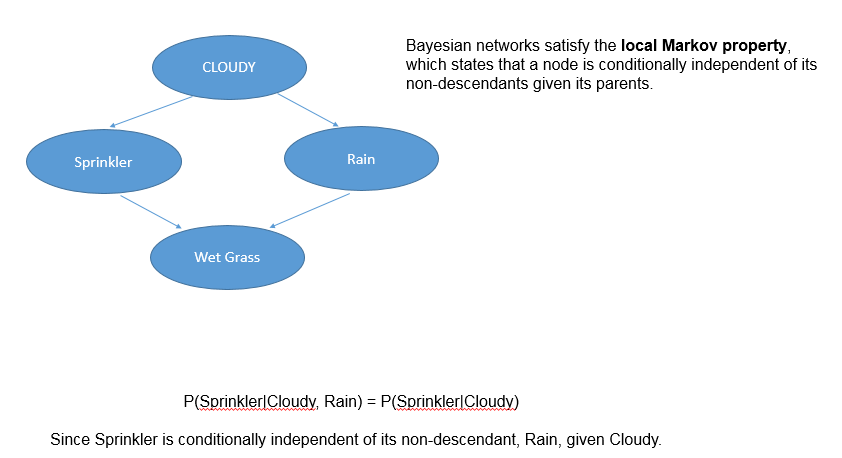 CLOUDY
Bayesian networks satisfy the local Markov property,
which states that a node is conditionally independent of its
non-descendants given its parents.
Sprinkler
Rain
Wet Grass
P(Sprinkler|Cloudy, Rain) = P(Sprinkler|Cloudy)
Since Sprinkler is conditionally independent of its non-descendant, Rain, given Cloudy.